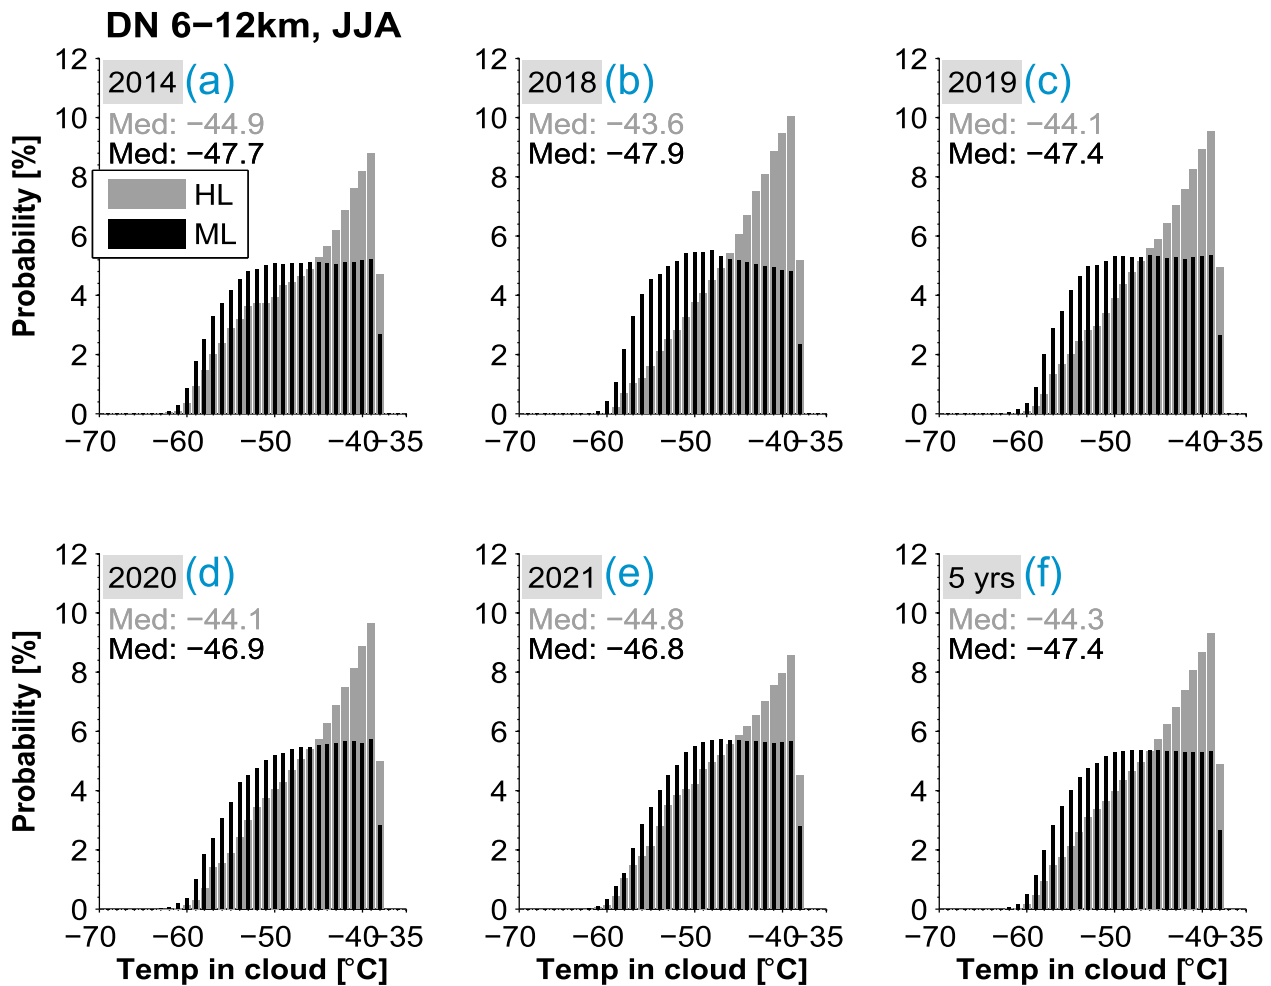 DN 6−12km, JJA
Probability [%]
12
10
8
6
4
2
0
2014 (a)
Med: −44.9
Med: −47.7
HL
ML
−70 −60 −50 −40 −35
12
10
8
6
4
2
0
2018 (b)
Med: −43.6
Med: −47.9
−70 −60 −50 −40 −35
12
10
8
6
4
2
0
2019 (c)
Med: −44.1
Med: −47.4
−70 −60 −50 −40 −35
Probability [%]
12
10
8
6
4
2
0
2020 (d)
Med: −44.1
Med: −46.9
−70 −60 −50 −40 −35
Temp in cloud [°C]
12
10
8
6
4
2
0
2021 (e)
Med: −44.8
Med: −46.8
−70 −60 −50 −40 −35
Temp in cloud [°C]
12
10
8
6
4
2
0
5 yrs (f)
Med: −44.3
Med: −47.4
−70 −60 −50 −40 −35
Temp in cloud [°C]